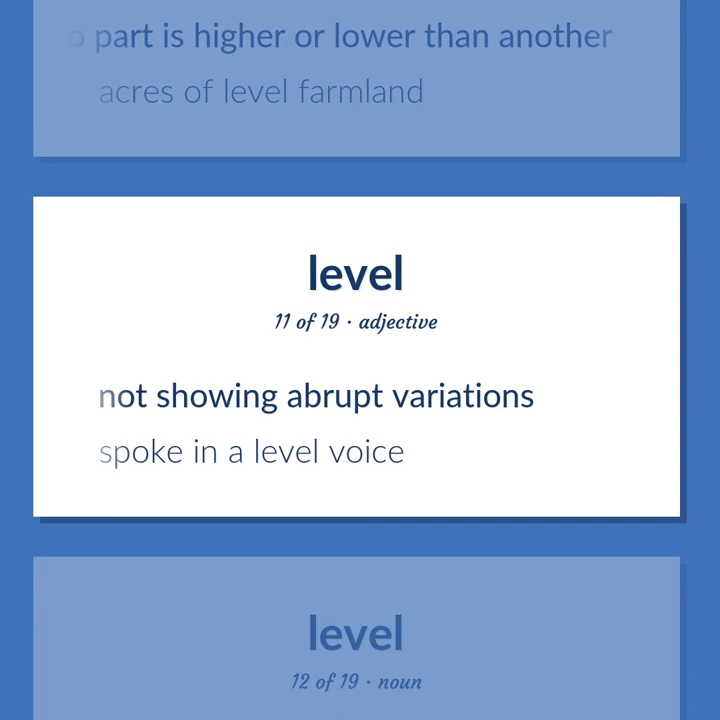 part is higher or lower than another
acres of level farmland
level
11 of 19 · adjective
not showing abrupt variations
spoke in a level voice
level
12 of 19 · noun